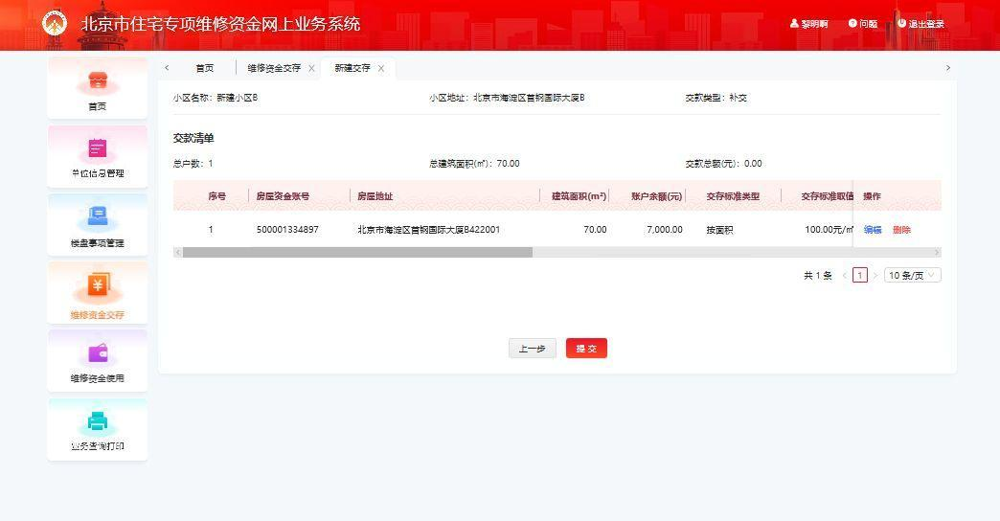 北京市住宅专项维修资金网上业务系统
黎明啊 问题 退出登录
首页 维修资金交存 新建交存
首页
单位信息管理
楼盘事项管理
维修资金交存
维修资金使用
业务查询打印
小区名称：新建小区B 小区地址：北京市海淀区首钢国际大厦B 交款类型：补交
交款清单
总户数：1 总建筑面积(㎡)：70.00 交款总额(元)：0.00
序号 房屋资金账号 房屋地址 建筑面积(m²) 账户余额(元) 交存标准类型 交存标准取值 操作
1 500001334897 北京市海淀区首钢国际大厦B422001 70.00 7,000.00 按面积 100.00元/㎡ 编辑 删除
共 1 条 1 10 条/页
上一步 提 交